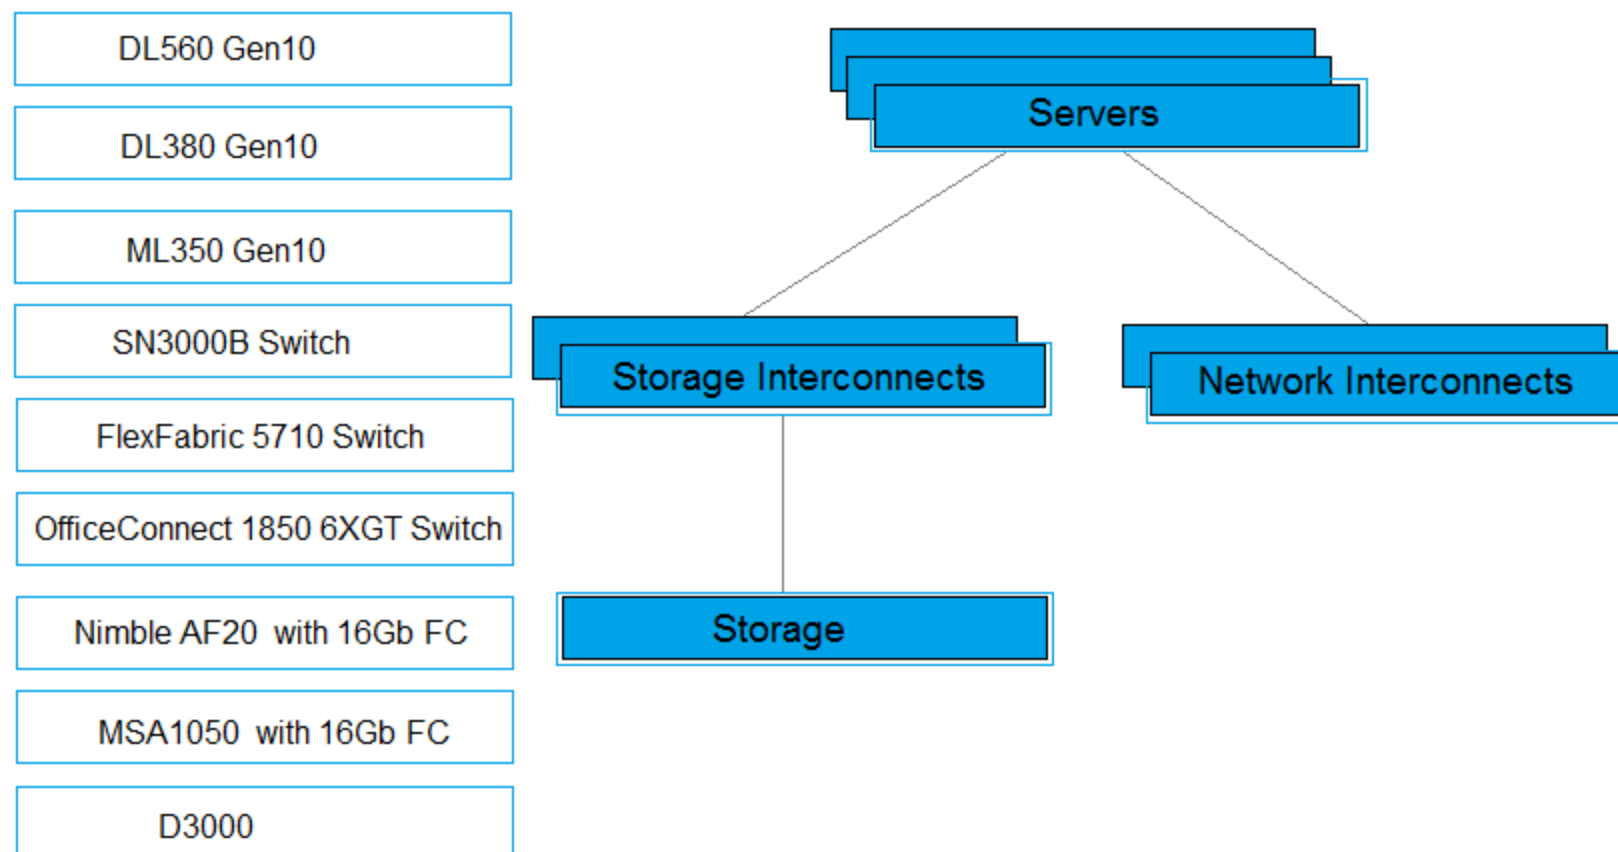 DL560 Gen10
DL380 Gen10
ML350 Gen10
SN3000B Switch
FlexFabric 5710 Switch
OfficeConnect 1850 6XGT Switch
Nimble AF20  with 16Gb FC
MSA1050  with 16Gb FC
D3000
Servers
Storage Interconnects
Network Interconnects
Storage